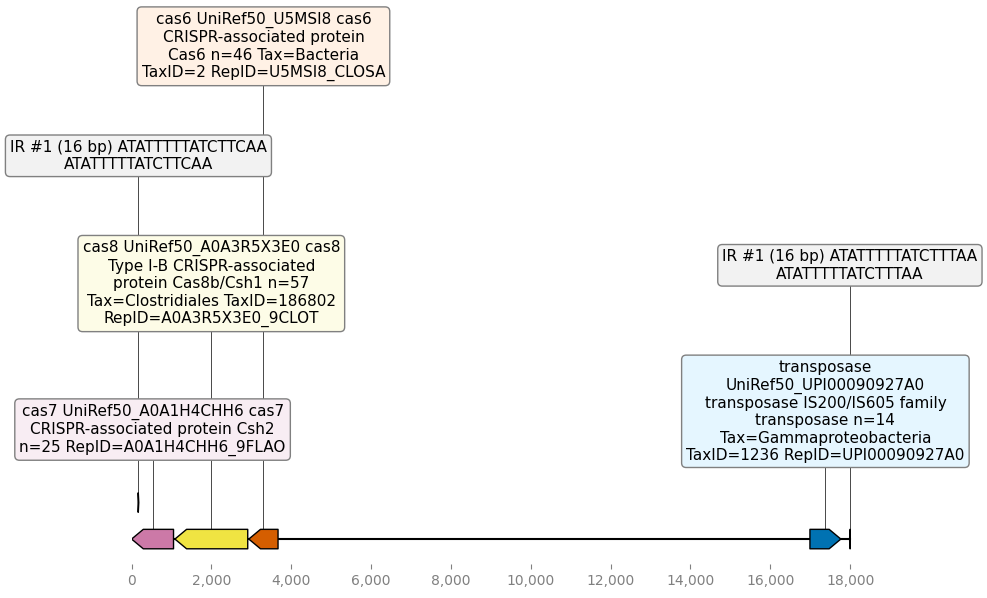 cas6 UniRef50_U5MSI8 cas6
CRISPR-associated protein
Cas6 n=46 Tax=Bacteria
TaxID=2 RepID=U5MSI8_CLOSA
IR #1 (16 bp) ATATTTTTATCTTCAA
ATATTTTTATCTTCAA
cas8 UniRef50_A0A3R5X3E0 cas8
Type I-B CRISPR-associated
protein Cas8b/Csh1 n=57
Tax=Clostridiales TaxID=186802
RepID=A0A3R5X3E0_9CLOT
IR #1 (16 bp) ATATTTTTATCTTTAA
ATATTTTTATCTTTAA
transposase
UniRef50_UPI00090927A0
transposase IS200/IS605 family
transposase n=14
Tax=Gammaproteobacteria
TaxID=1236 RepID=UPI00090927A0
cas7 UniRef50_A0A1H4CHH6 cas7
CRISPR-associated protein Csh2
n=25 RepID=A0A1H4CHH6_9FLAO
0 2,000 4,000 6,000 8,000 10,000 12,000 14,000 16,000 18,000